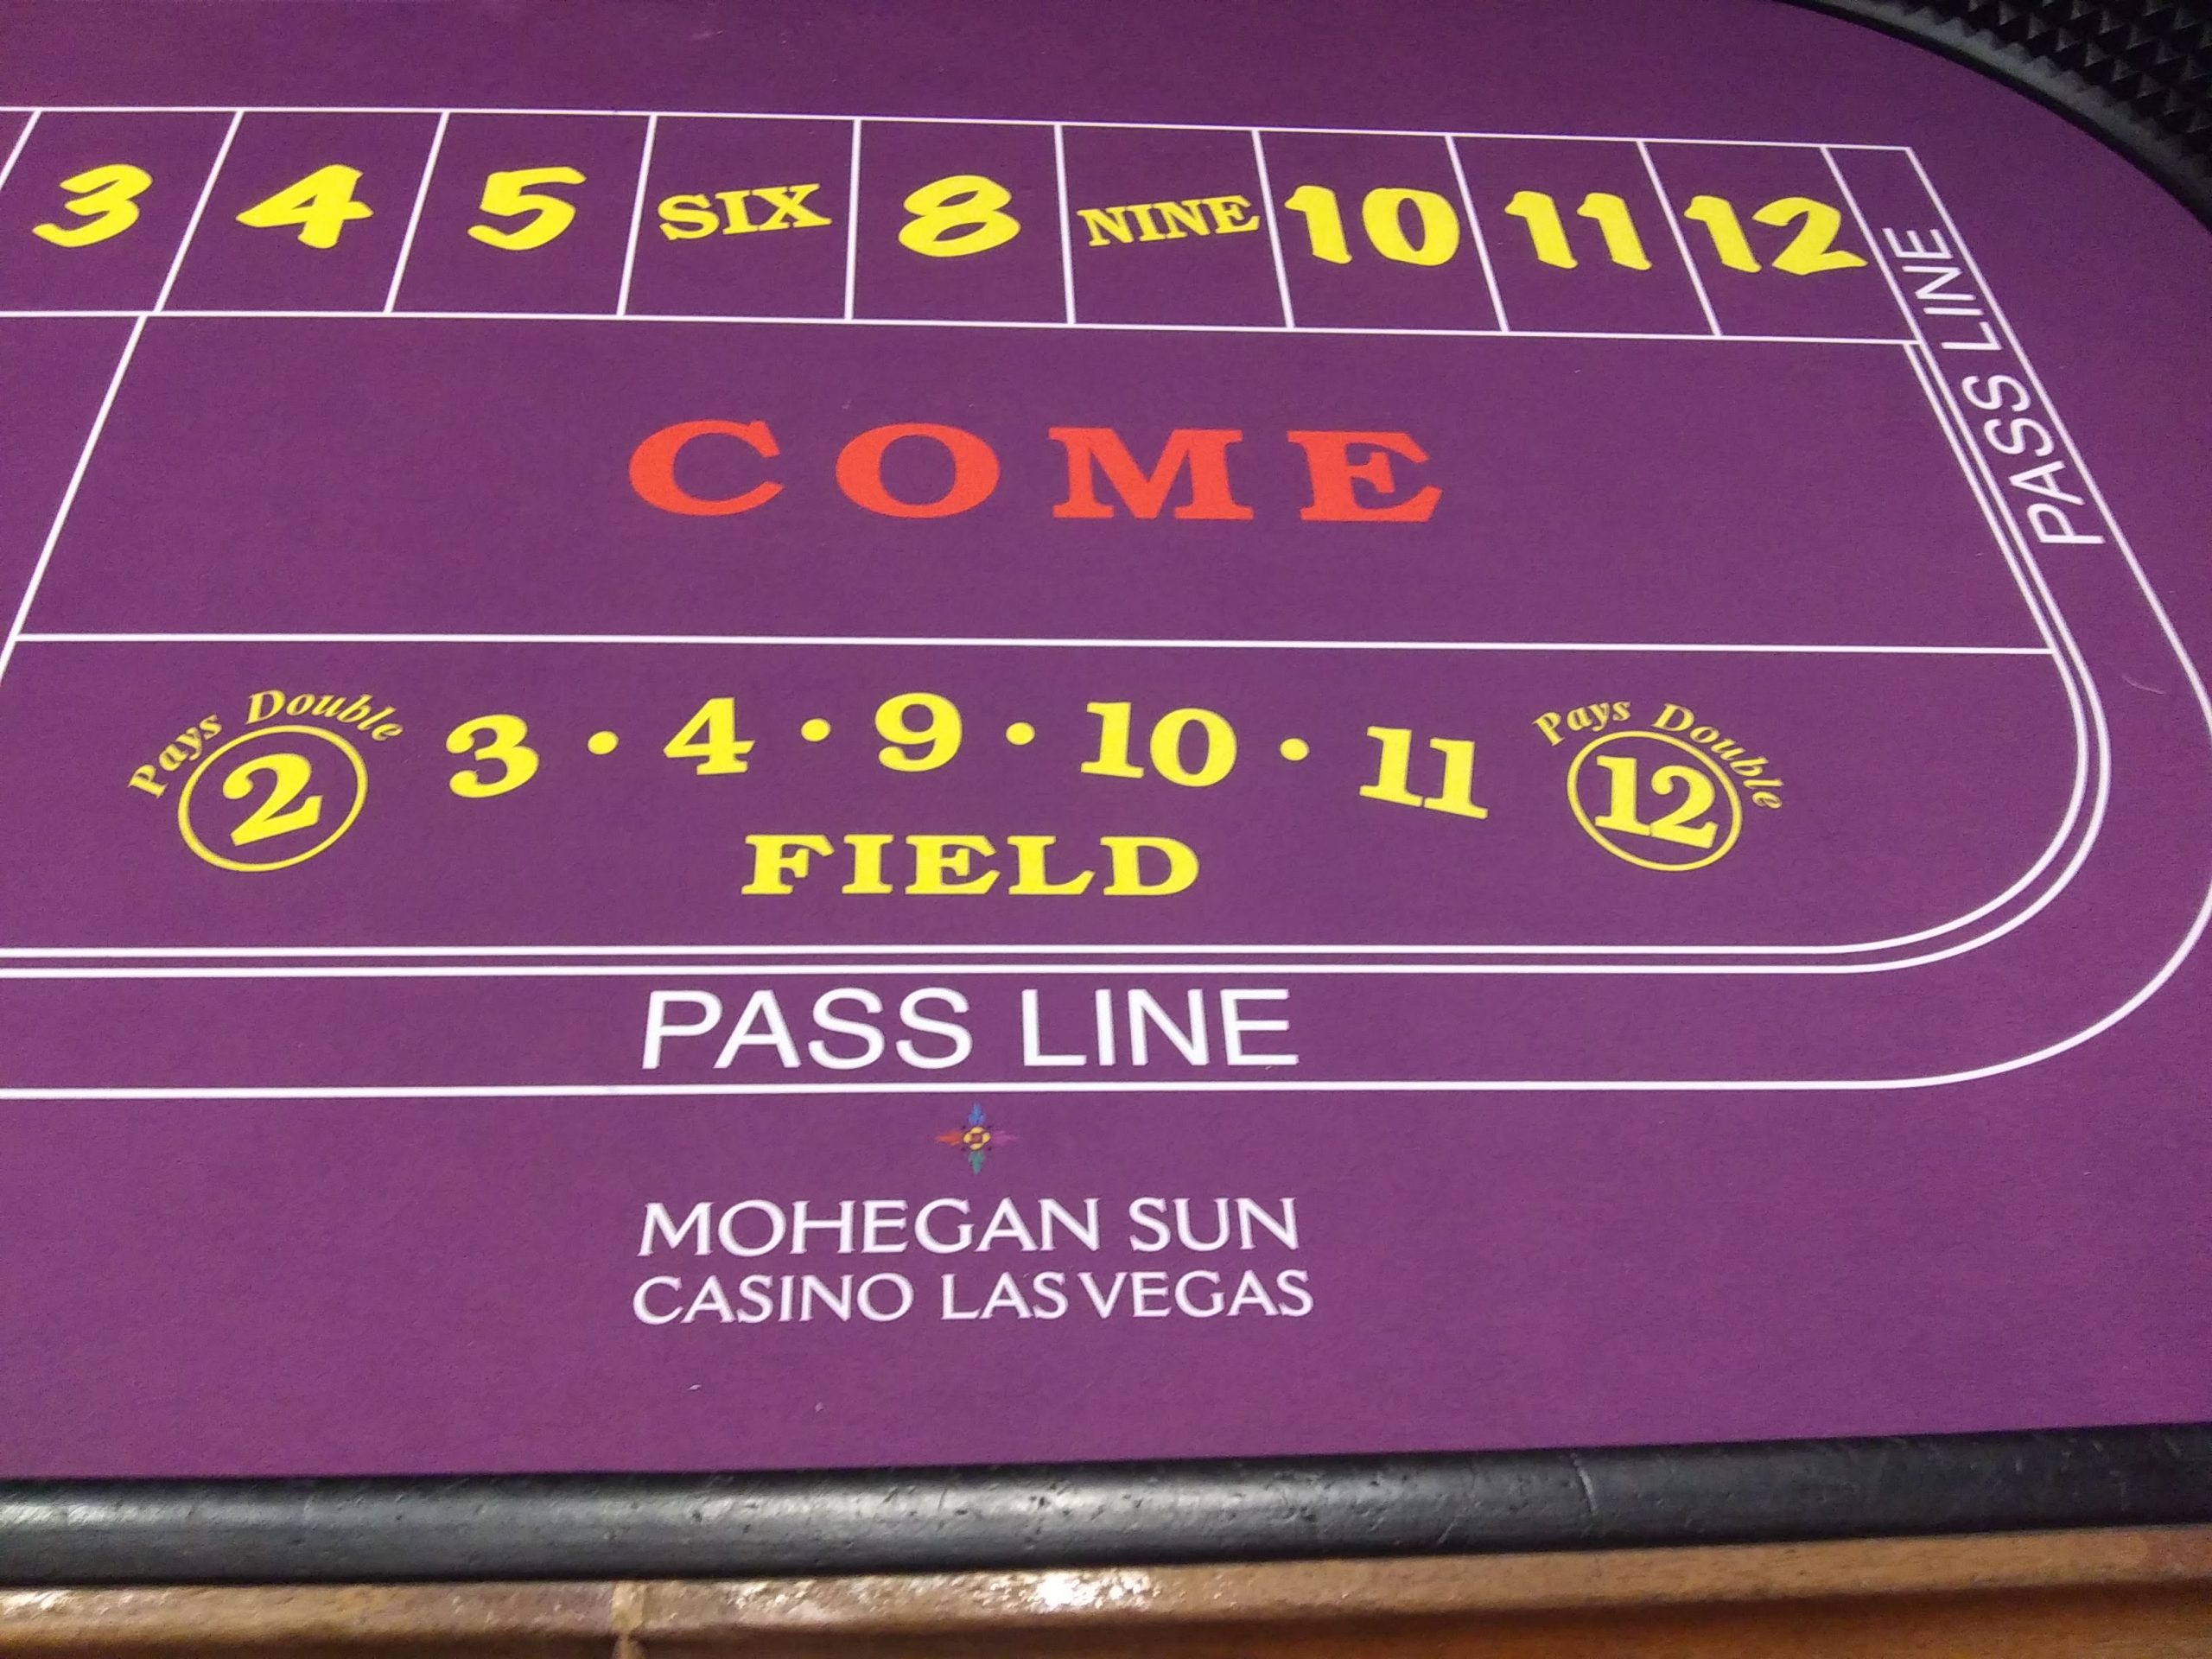 3 4 5 SIX 8 NINE 10 11 12
PASS LINE
COME
Pays Double Pays Double
2 3 • 4 • 9 • 10 • 11 12
FIELD
PASS LINE
MOHEGAN SUN
CASINO LAS VEGAS